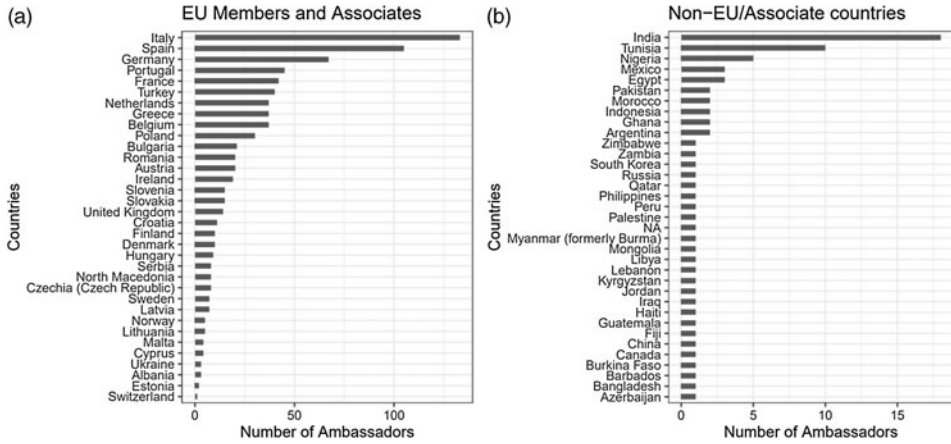 (a)
EU Members and Associates
Countries
Italy
Spain
Germany
Portugal
France
Turkey
Netherlands
Greece
Belgium
Poland
Bulgaria
Romania
Austria
Ireland
Slovenia
Slovakia
United Kingdom
Croatia
Finland
Denmark
Hungary
Serbia
North Macedonia
Czechia (Czech Republic)
Sweden
Latvia
Norway
Lithuania
Malta
Cyprus
Ukraine
Albania
Estonia
Switzerland
0 50 100
Number of Ambassadors
(b)
Non-EU/Associate countries
Countries
India
Tunisia
Nigeria
Mexico
Egypt
Pakistan
Morocco
Indonesia
Ghana
Argentina
Zimbabwe
Zambia
South Korea
Russia
Qatar
Philippines
Peru
Palestine
NA
Myanmar (formerly Burma)
Mongolia
Libya
Lebanon
Kyrgyzstan
Jordan
Iraq
Haiti
Guatemala
Fiji
China
Canada
Burkina Faso
Barbados
Bangladesh
Azerbaijan
0 5 10 15
Number of Ambassadors